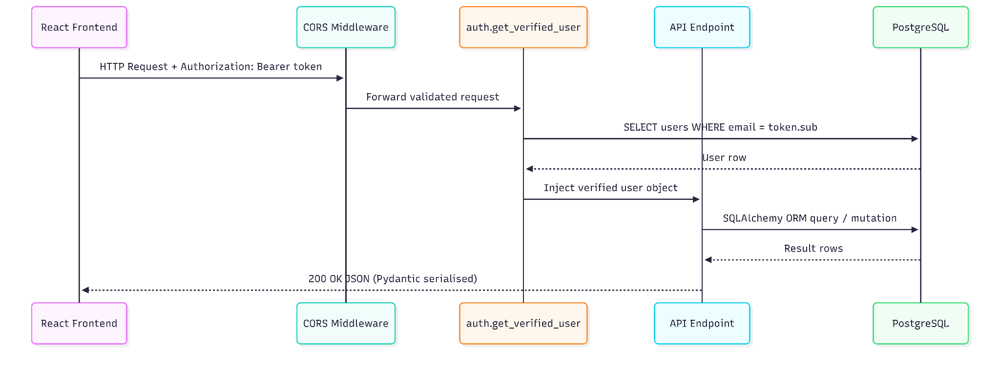 React Frontend
CORS Middleware
auth.get_verified_user
API Endpoint
PostgreSQL
HTTP Request + Authorization: Bearer token
Forward validated request
SELECT users WHERE email = token.sub
User row
Inject verified user object
SQLAlchemy ORM query / mutation
Result rows
200 OK JSON (Pydantic serialised)
React Frontend
CORS Middleware
auth.get_verified_user
API Endpoint
PostgreSQL